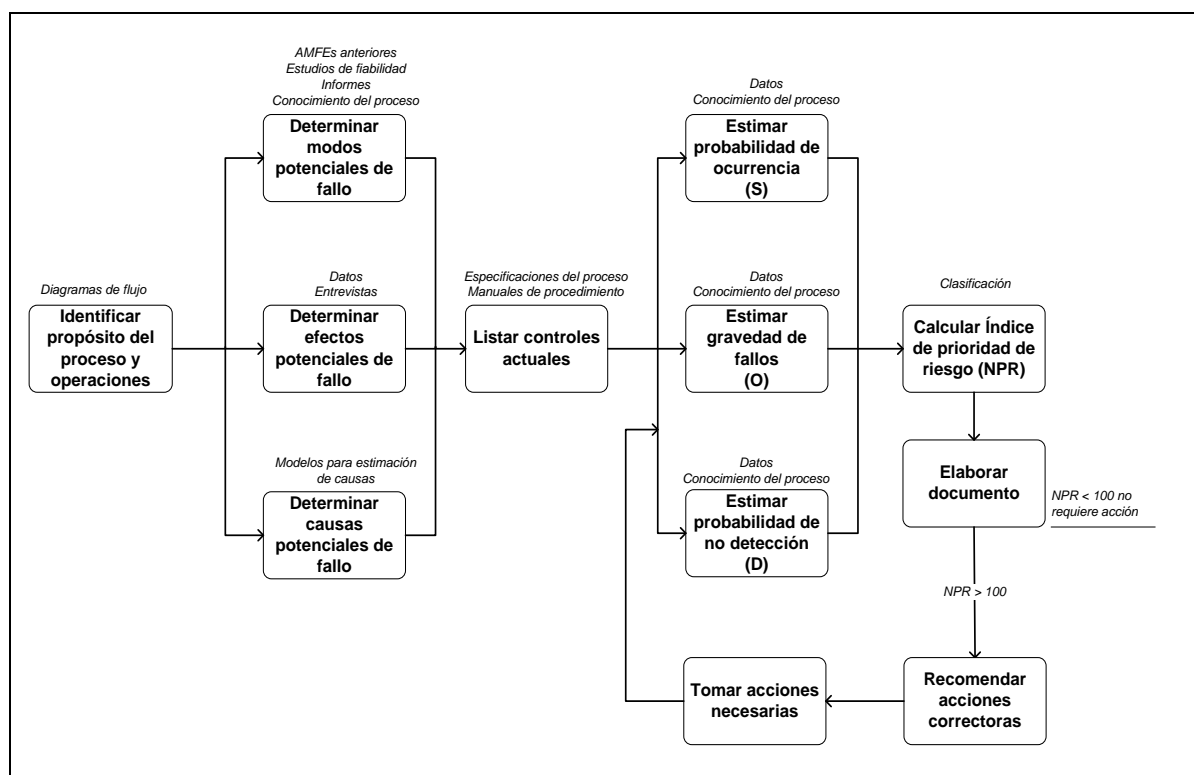 AMFEs anteriores
Estudios de fiabilidad
Informes
Conocimiento del proceso
Determinar
modos
potenciales de
fallo
Datos
Conocimiento del proceso
Estimar
probabilidad de
ocurrencia
(S)
Diagramas de flujo
Identificar
propósito del
proceso y
operaciones
Datos
Entrevistas
Determinar
efectos
potenciales de
fallo
Especificaciones del proceso
Manuales de procedimiento
Listar controles
actuales
Datos
Conocimiento del proceso
Estimar
gravedad de
fallos
(O)
Clasificación
Calcular Índice
de prioridad de
riesgo (NPR)
Modelos para estimación
de causas
Determinar
causas
potenciales de
fallo
Datos
Conocimiento del proceso
Estimar
probabilidad de
no detección
(D)
Elaborar
documento
NPR < 100 no
requiere acción
NPR > 100
Tomar acciones
necesarias
Recomendar
acciones
correctoras